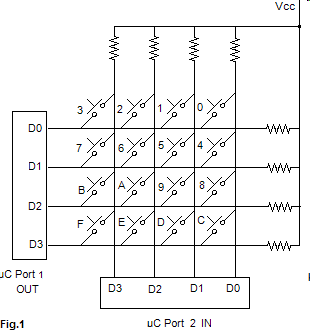 Vcc
3 2 1 0
D0
7 6 5 4
D1
B A 9 8
D2
F E D C
D3
uC Port 1
OUT
D3 D2 D1 D0
Fig.1
uC Port 2 IN